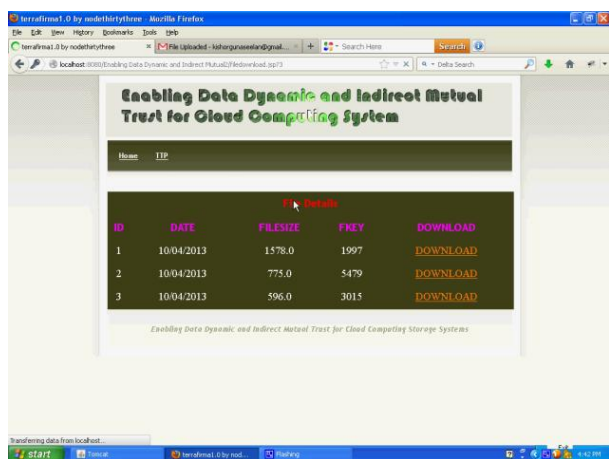 terrafirma1.0 by nodethirtythree - Mozilla Firefox
File Edit View History Bookmarks Tools Help
terrafirma1.0 by nodethirtythree × File Uploaded - kishorgunaseelan@gmail.... × + Search Here Search
localhost:8080/Enabling Data Dynamic and Indirect Mutual2/filedownload.jsp?3 Delta Search
Enabling Data Dynamic and Indireot Mutual
Trust for Cloud Computing System
Home TTP
File Details
ID DATE FILESIZE FKEY DOWNLOAD
1 10/04/2013 1578.0 1997 DOWNLOAD
2 10/04/2013 775.0 5479 DOWNLOAD
3 10/04/2013 596.0 3015 DOWNLOAD
Enabling Data Dynamic and Indirect Mutual Trust for Cloud Computing Storage Systems
Transferring data from localhost...
start Tomcat terrafirma1.0 by nod... Flashing 4:42 PM